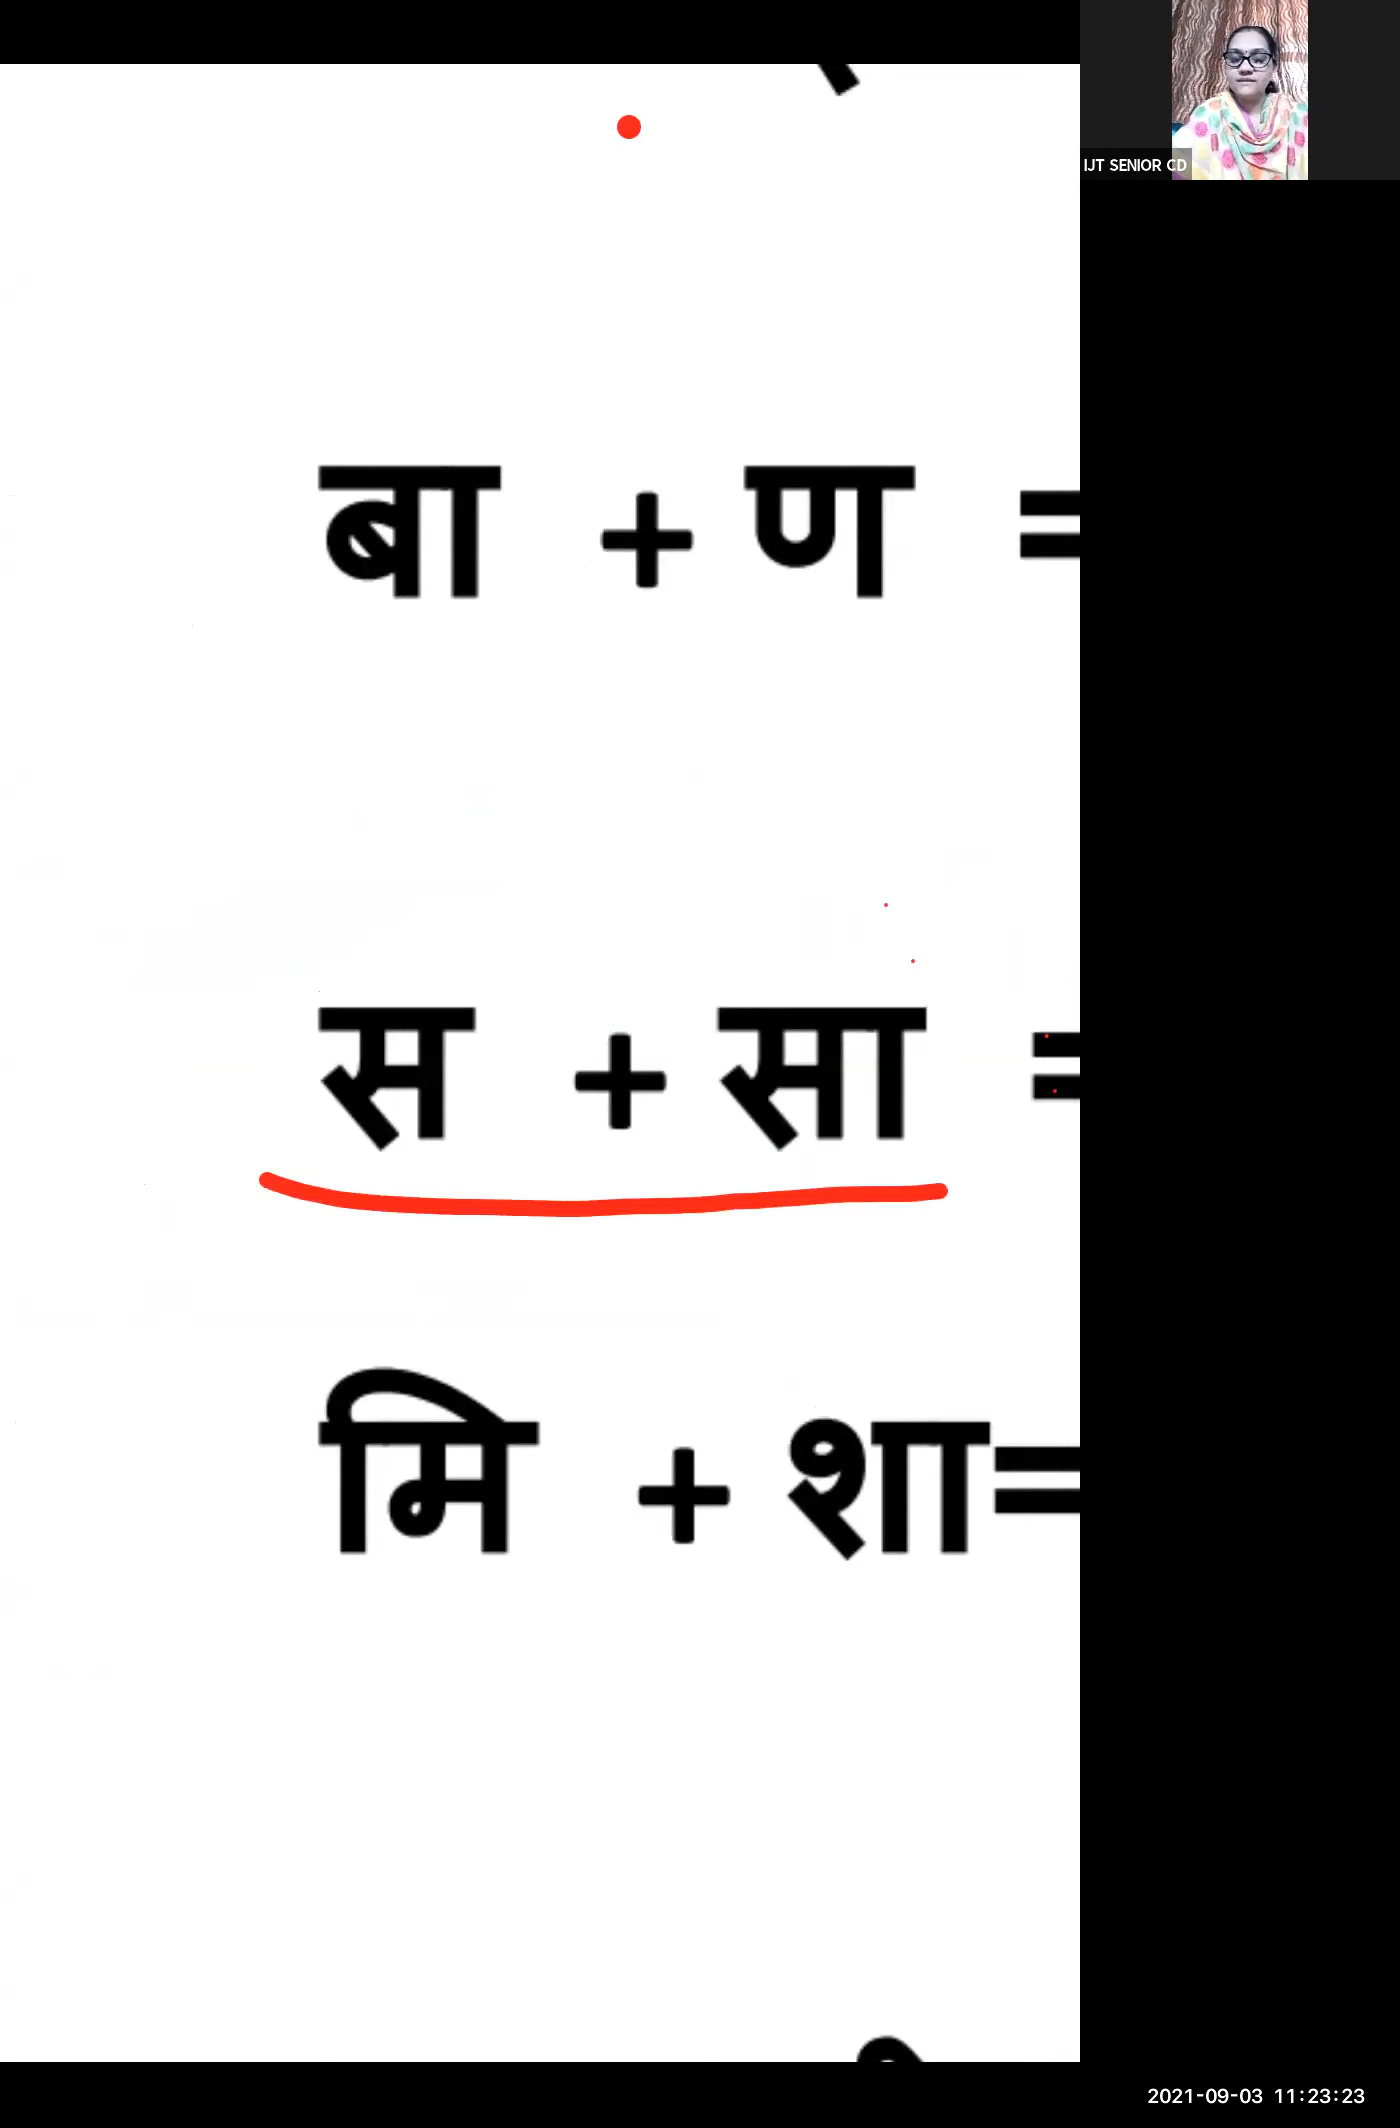 IJT SENIOR CD
बा + ण =
स + सा =
मि + शा=
2021-09-03 11:23:23